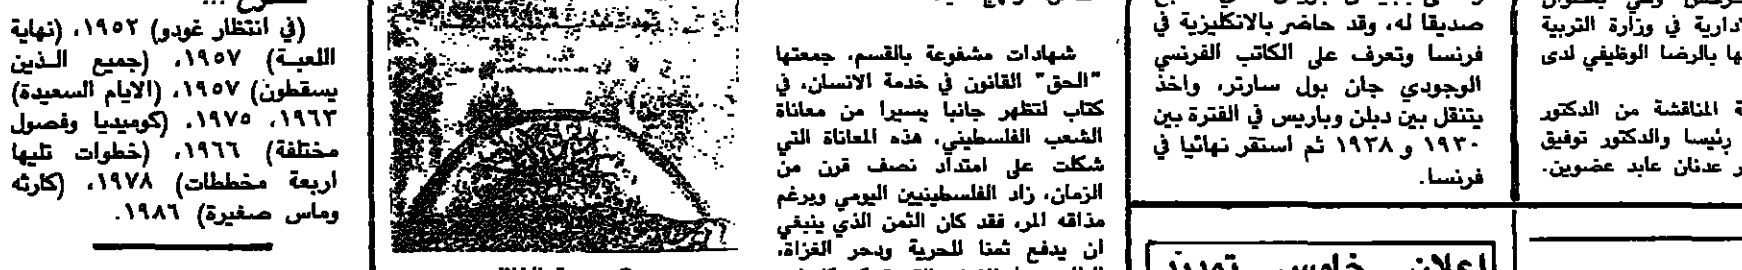 ادارية في وزارة التربية
ها بالرضا الوظيفي لدى
ة المناقشة من الدكتور
رئيسا والدكتور توفيق
ر عدنان عابد عضوين.
صديقا له، وقد حاضر بالانكليزية في
فرنسا وتعرف على الكاتب الفرنسي
الوجودي جان بول سارتر، واخذ
يتنقل بين دبلن وباريس في الفترة بين
١٩٣٠ و ١٩٣٨ ثم استقر نهائيا في
فرنسا.
اعلان خامس
شهادات مشفوعة بالقسم، جمعتها
"الحق" القانون في خدمة الانسان، في
كتاب لتظهر جانبا يسيرا من معاناة
الشعب الفلسطيني، هذه المعاناة التي
شكلت على امتداد نصف قرن من
الزمان، زاد الفلسطينيين اليومي وبرغم
مذاقه المر، فقد كان الثمن الذي ينبغي
ان يدفع ثمنا للحرية ودحر الغزاة،
(في انتظار غودو) ١٩٥٢، (نهاية
اللعبة) ١٩٥٧، (جميع الذين
يسقطون) ١٩٥٧، (الايام السعيدة)
١٩٦٣، ١٩٧٥، (كوميديا وفصول
مختلفة) ١٩٦٦، (خطوات تليها
اربعة مخططات) ١٩٧٨، (كارثه
وماس صغيرة) ١٩٨٦.